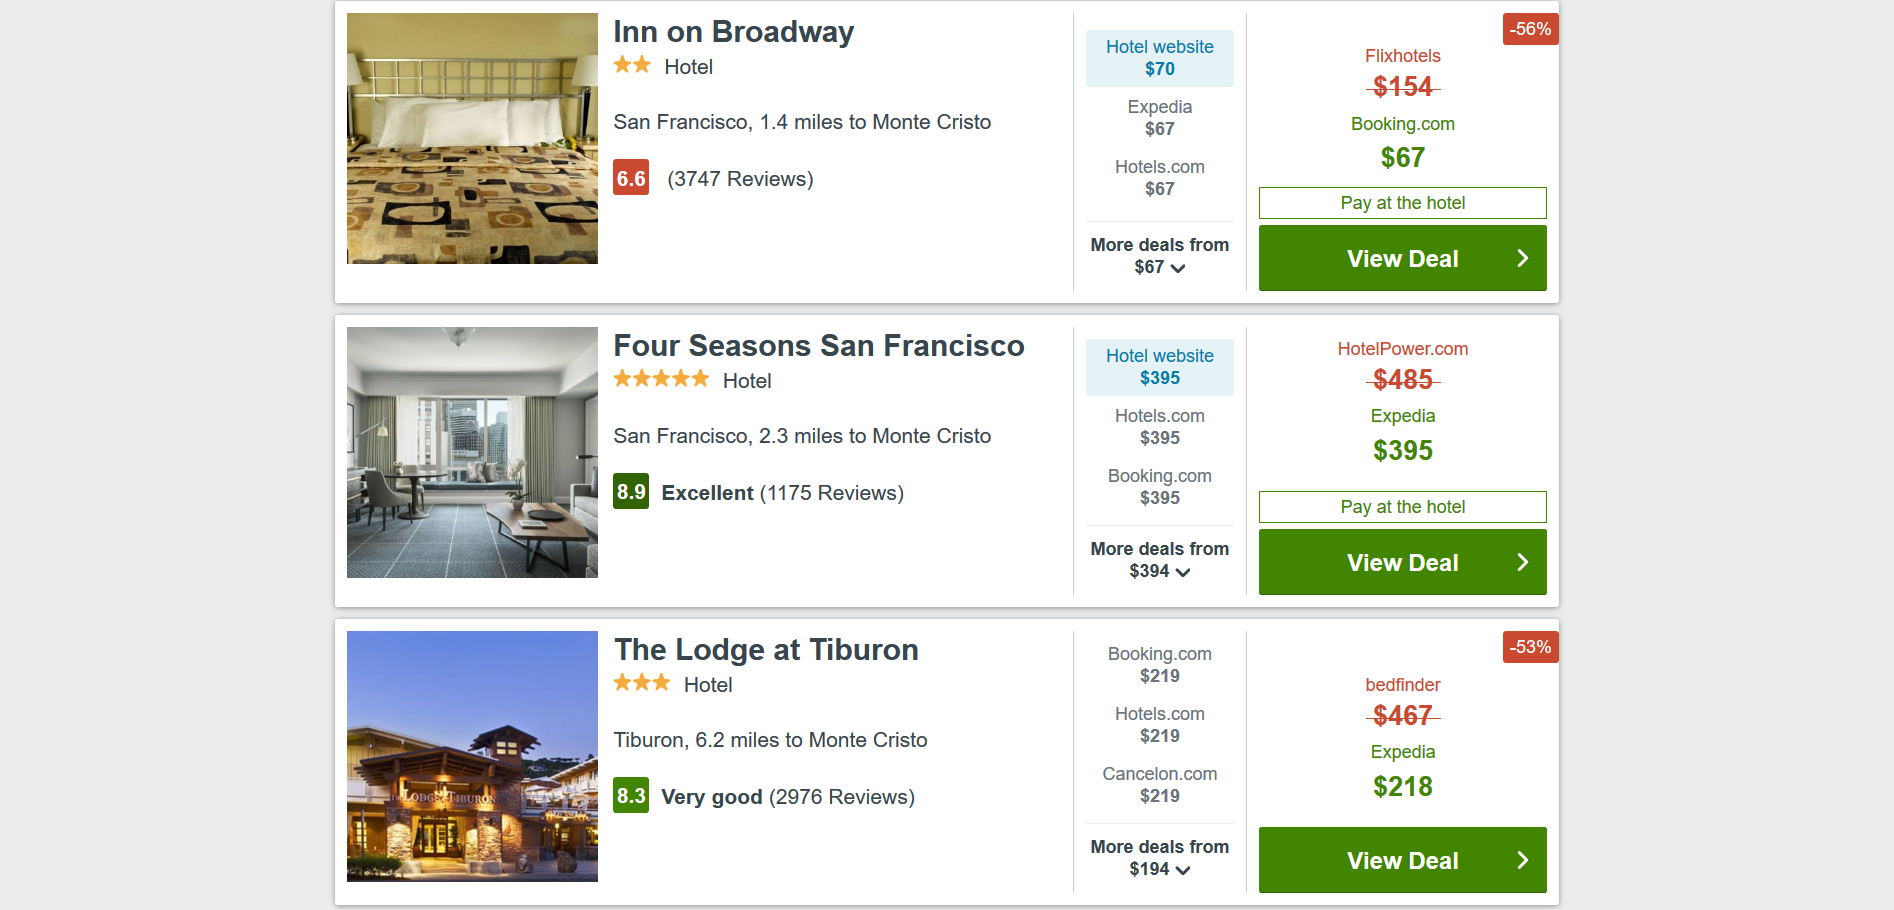 Inn on Broadway
Hotel
San Francisco, 1.4 miles to Monte Cristo
6.6 (3747 Reviews)
Hotel website
$70
Expedia
$67
Hotels.com
$67
More deals from
$67
-56%
Flixhotels
$154
Booking.com
$67
Pay at the hotel
View Deal
Four Seasons San Francisco
Hotel
San Francisco, 2.3 miles to Monte Cristo
8.9 Excellent (1175 Reviews)
Hotel website
$395
Hotels.com
$395
Booking.com
$395
More deals from
$394
HotelPower.com
$485
Expedia
$395
Pay at the hotel
View Deal
THE LODGE AT TIBURON
The Lodge at Tiburon
Hotel
Tiburon, 6.2 miles to Monte Cristo
8.3 Very good (2976 Reviews)
Booking.com
$219
Hotels.com
$219
Cancelon.com
$219
More deals from
$194
-53%
bedfinder
$467
Expedia
$218
View Deal